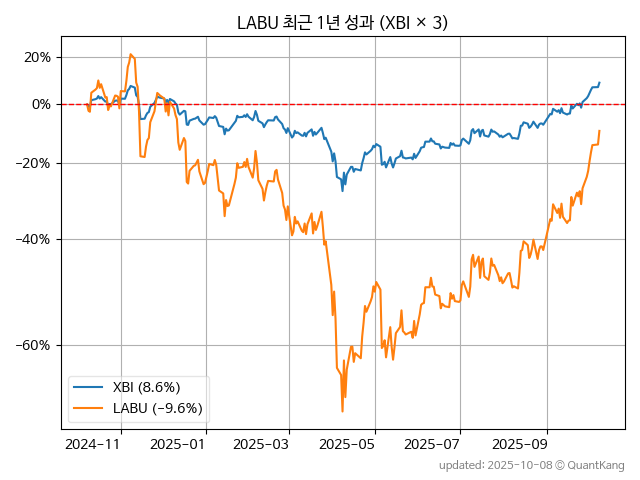 LABU 최근 1년 성과 (XBI × 3)
20%
0%
−20%
−40%
−60%
XBI (8.6%)
LABU (−9.6%)
2024−11
2025−01
2025−03
2025−05
2025−07
2025−09
updated: 2025-10-08 © QuantKang